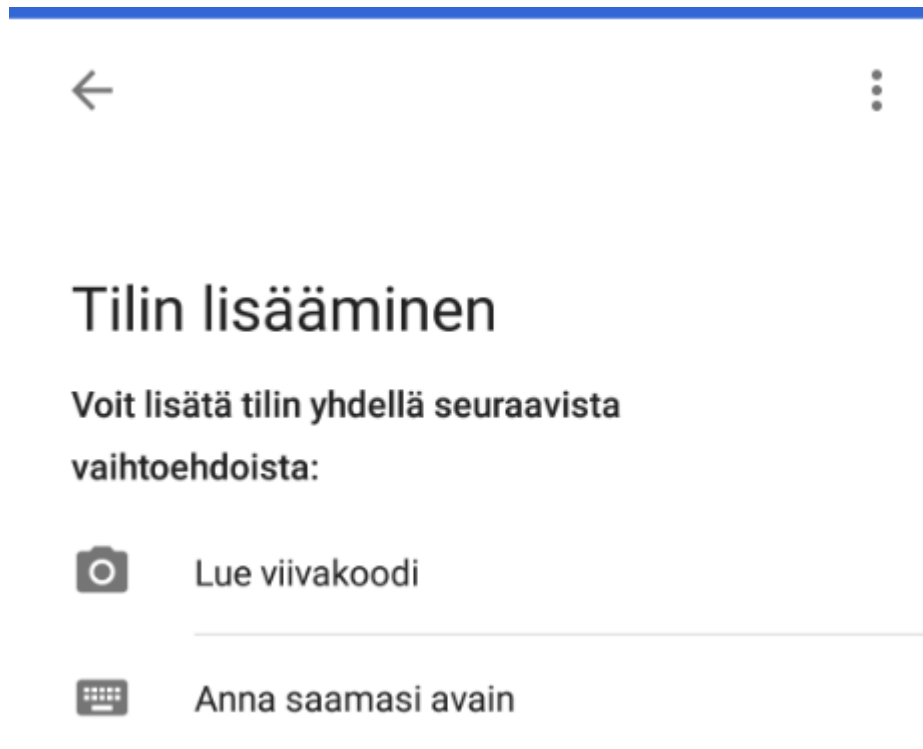 Tilin lisääminen
Voit lisätä tilin yhdellä seuraavista
vaihtoehdoista:
Lue viivakoodi
Anna saamasi avain